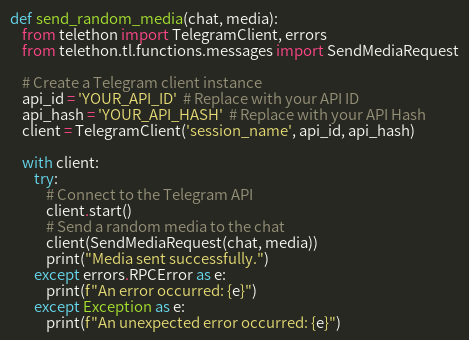 def send_random_media(chat, media):
    from telethon import TelegramClient, errors
    from telethon.tl.functions.messages import SendMediaRequest

    # Create a Telegram client instance
    api_id = 'YOUR_API_ID'  # Replace with your API ID
    api_hash = 'YOUR_API_HASH'  # Replace with your API Hash
    client = TelegramClient('session_name', api_id, api_hash)

    with client:
        try:
            # Connect to the Telegram API
            client.start()
            # Send a random media to the chat
            client(SendMediaRequest(chat, media))
            print("Media sent successfully.")
        except errors.RPCError as e:
            print(f"An error occurred: {e}")
        except Exception as e:
            print(f"An unexpected error occurred: {e}")